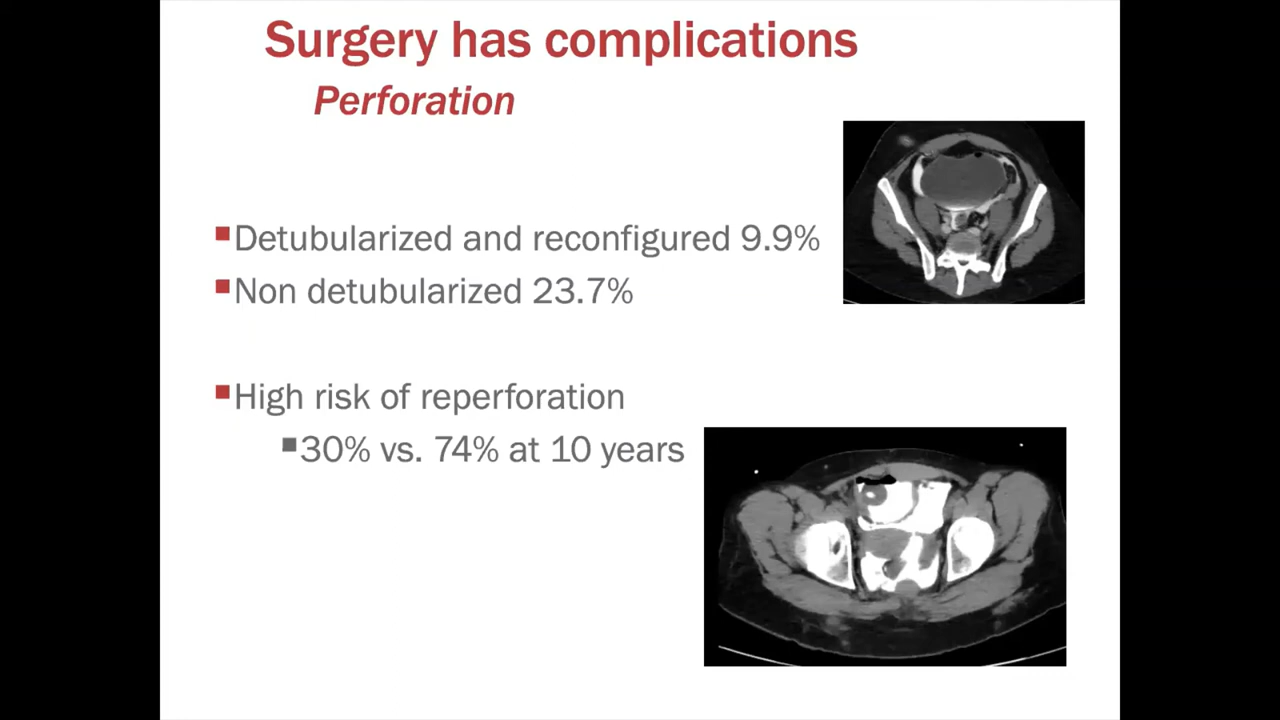 Surgery has complications
Perforation
Detubularized and reconfigured 9.9%
Non detubularized 23.7%
High risk of reperforation
30% vs. 74% at 10 years